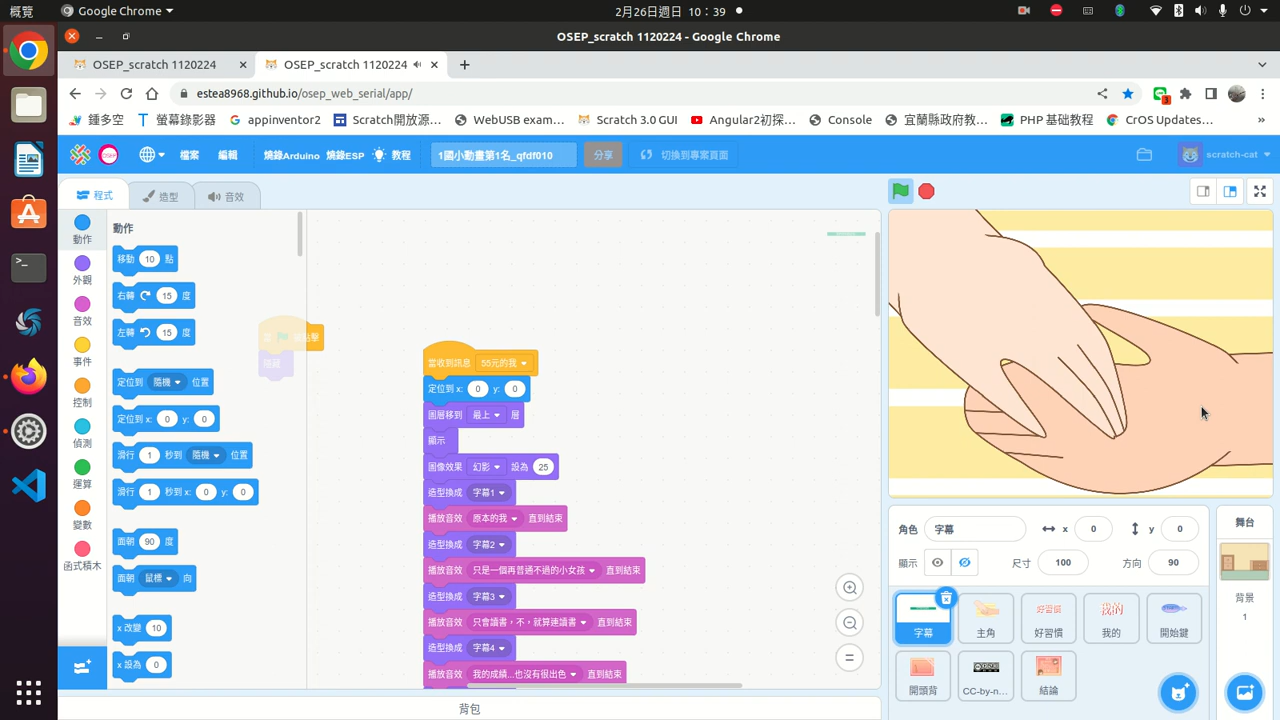 概覽
Google Chrome
2月26日週日 10：39
OSEP_scratch 1120224 - Google Chrome
OSEP_scratch 1120224
OSEP_scratch 1120224
estea8968.github.io/osep_web_serial/app/
3
鍾多空
螢幕錄影器
appinventor2
Scratch開放源...
WebUSB exam...
Scratch 3.0 GUI
Angular2初探...
Console
宜蘭縣政府教...
PHP 基礎教程
CrOS Updates...
»
OSEP
檔案
編輯
燒錄Arduino
燒錄ESP
教程
1國小動畫第1名_qfdf010
分享
切換到專案頁面
scratch-cat
程式
造型
音效
動作
外觀
音效
事件
控制
偵測
運算
變數
函式積木
動作
移動 10 點
右轉 15 度
左轉 15 度
定位到 隨機 位置
定位到 x: 0 y: 0
滑行 1 秒到 隨機 位置
滑行 1 秒到 x: 0 y: 0
面朝 90 度
面朝 鼠標 向
x 改變 10
x 設為 0
當 被點擊
隱藏
當收到訊息 55元的我
定位到 x: 0 y: 0
圖層移到 最上 層
顯示
圖像效果 幻影 設為 25
造型換成 字幕1
播放音效 原本的我 直到結束
造型換成 字幕2
播放音效 只是一個再普通不過的小女孩 直到結束
造型換成 字幕3
播放音效 只會讀書，不，就算連讀書 直到結束
造型換成 字幕4
播放音效 我的成績...也沒有很出色 直到結束
背包
角色 字幕 x 0 y 0
顯示 尺寸 100 方向 90
字幕
主角
好習慣
好習慣
我的
我的
開始鍵
開頭背
CC-by-n...
結論
舞台
背景
1